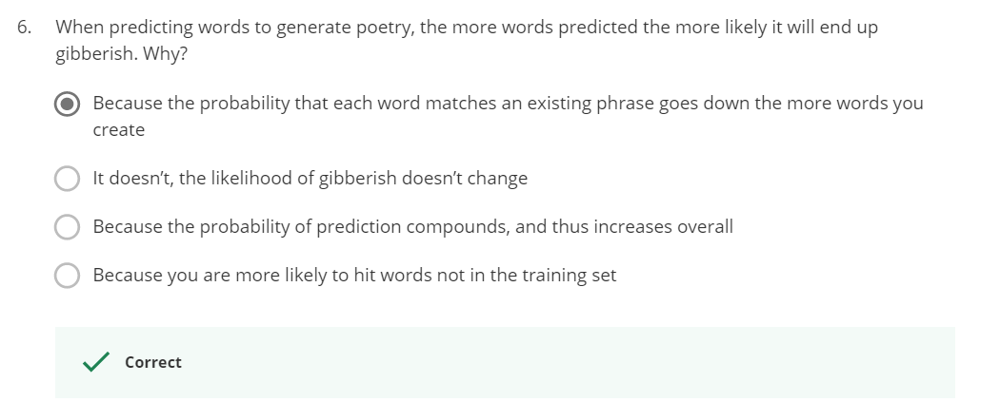 6. When predicting words to generate poetry, the more words predicted the more likely it will end up
gibberish. Why?
Because the probability that each word matches an existing phrase goes down the more words you
create
It doesn’t, the likelihood of gibberish doesn’t change
Because the probability of prediction compounds, and thus increases overall
Because you are more likely to hit words not in the training set
Correct